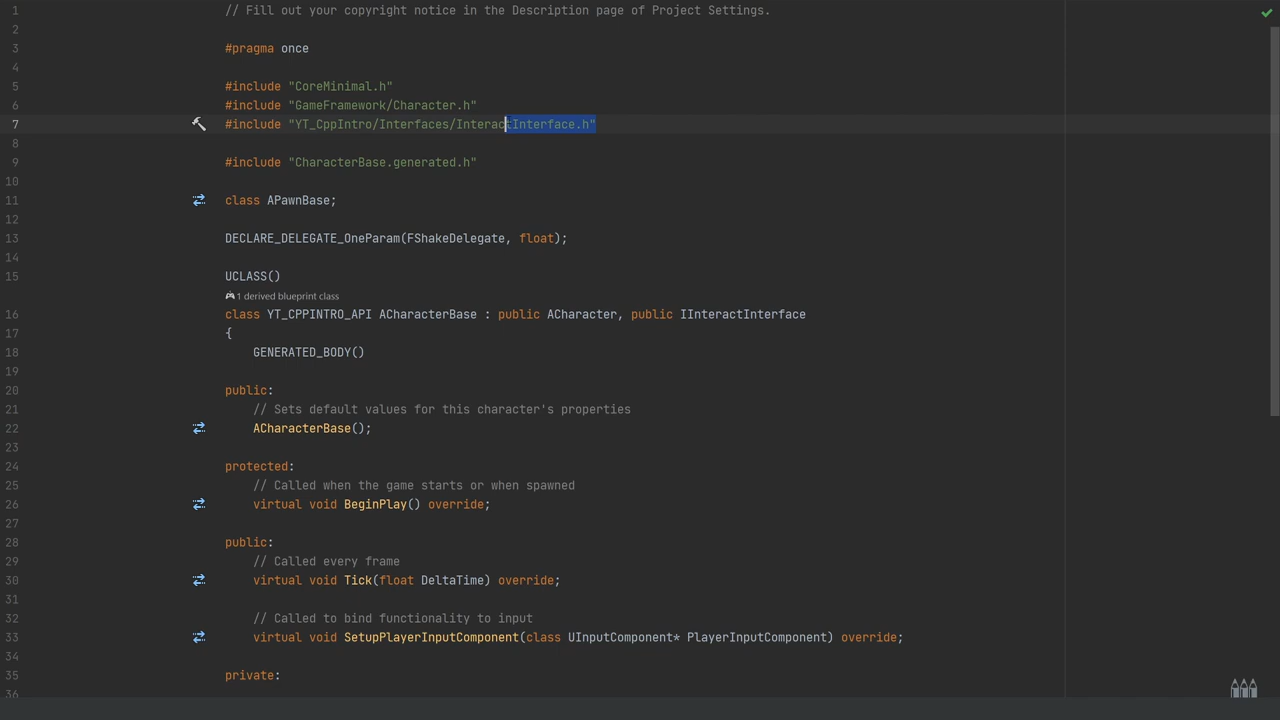 1 // Fill out your copyright notice in the Description page of Project Settings.
2
3 #pragma once
4
5 #include "CoreMinimal.h"
6 #include "GameFramework/Character.h"
7 #include "YT_CppIntro/Interfaces/InteractInterface.h"
8
9 #include "CharacterBase.generated.h"
10
11 class APawnBase;
12
13 DECLARE_DELEGATE_OneParam(FShakeDelegate, float);
14
15 UCLASS()
1 derived blueprint class
16 class YT_CPPINTRO_API ACharacterBase : public ACharacter, public IInteractInterface
17 {
18 GENERATED_BODY()
19
20 public:
21 // Sets default values for this character's properties
22 ACharacterBase();
23
24 protected:
25 // Called when the game starts or when spawned
26 virtual void BeginPlay() override;
27
28 public:
29 // Called every frame
30 virtual void Tick(float DeltaTime) override;
31
32 // Called to bind functionality to input
33 virtual void SetupPlayerInputComponent(class UInputComponent* PlayerInputComponent) override;
34
35 private:
36